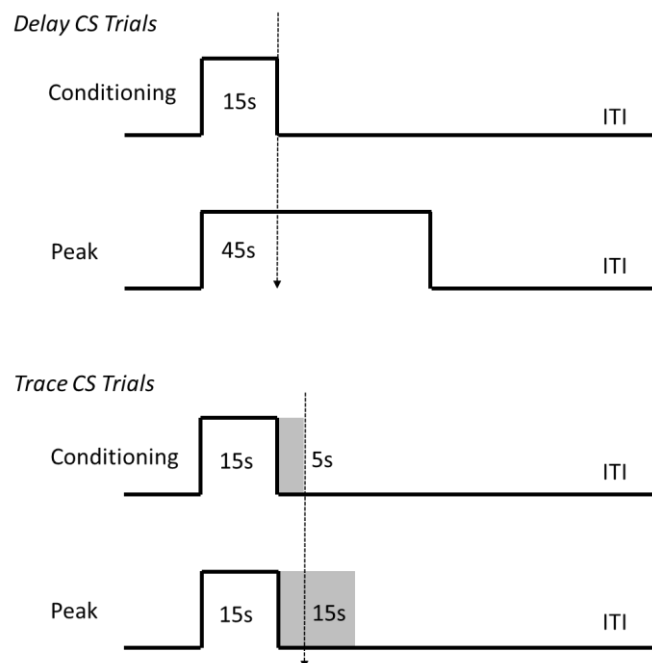 Delay CS Trials
Conditioning
15s
ITI
Peak
45s
ITI
Trace CS Trials
Conditioning
15s
5s
ITI
Peak
15s
15s
ITI